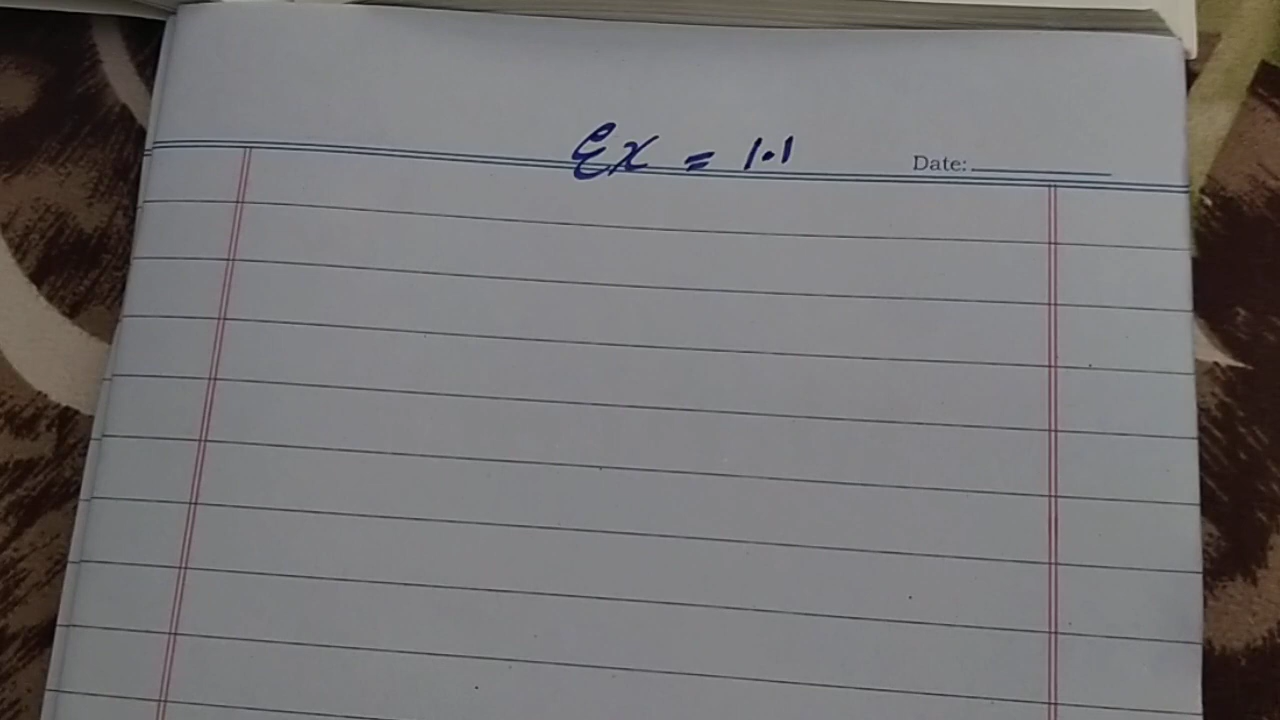 Ex = 1.1
Date: